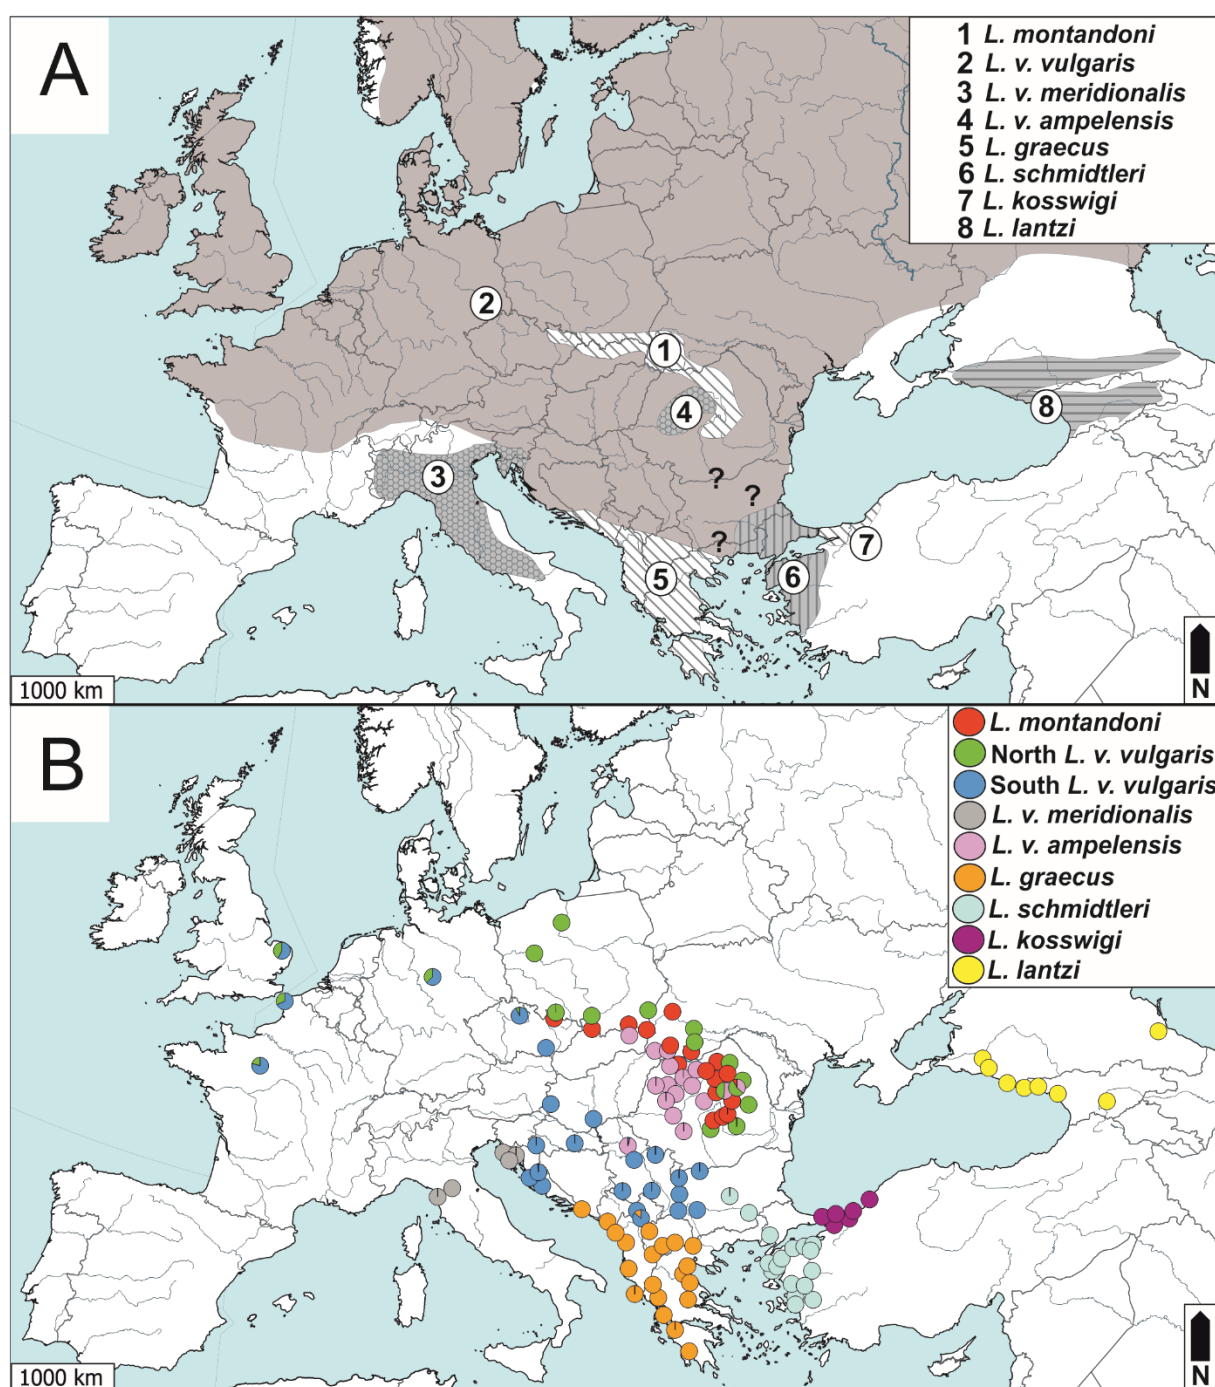 A
1 L. montandoni
2 L. v. vulgaris
3 L. v. meridionalis
4 L. v. ampelensis
5 L. graecus
6 L. schmidtleri
7 L. kosswigi
8 L. lantzi
2
1
4
8
3
?
?
?
7
5
6
1000 km
N
B
L. montandoni
North L. v. vulgaris
South L. v. vulgaris
L. v. meridionalis
L. v. ampelensis
L. graecus
L. schmidtleri
L. kosswigi
L. lantzi
1000 km
N